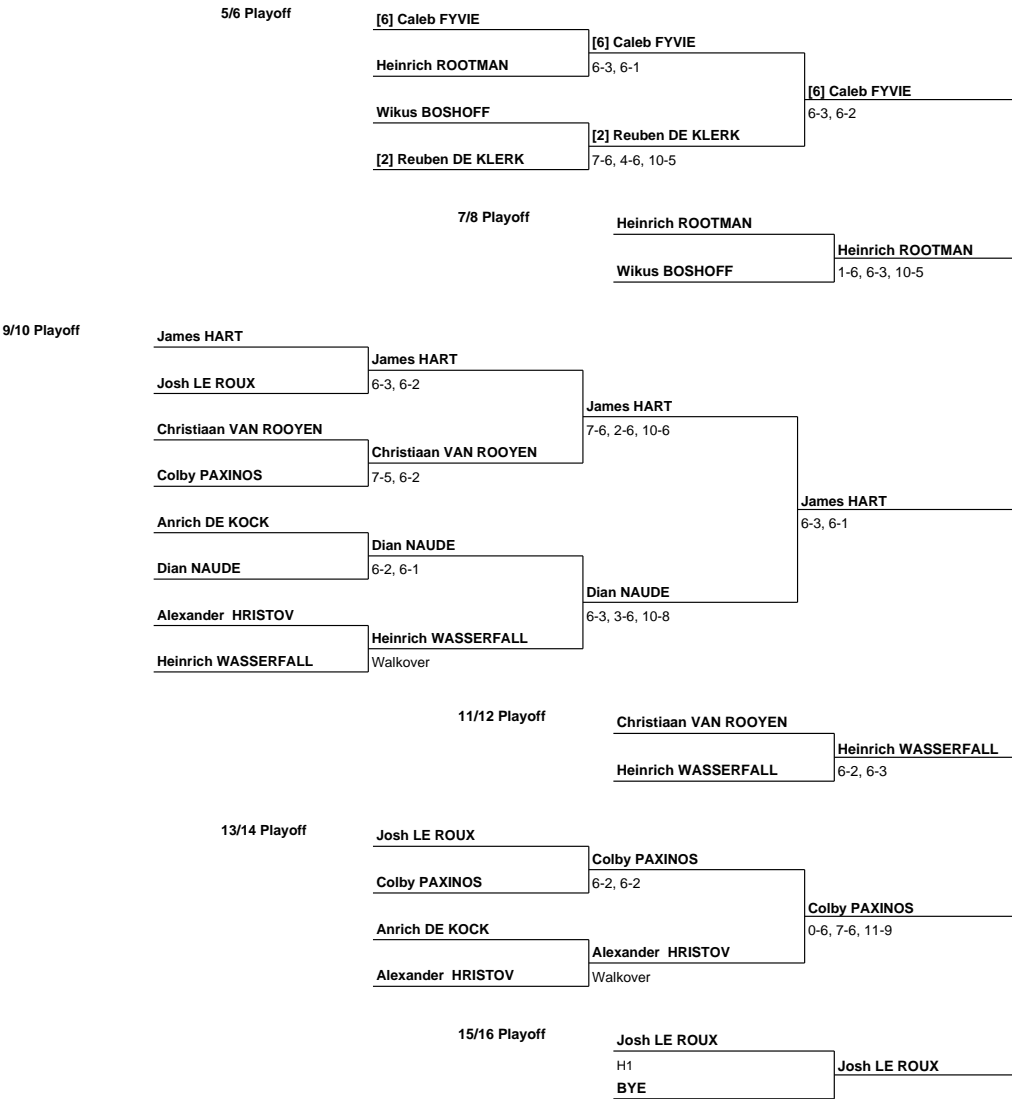 5/6 Playoff
[6] Caleb FYVIE
[6] Caleb FYVIE
Heinrich ROOTMAN
6-3, 6-1
[6] Caleb FYVIE
Wikus BOSHOFF
6-3, 6-2
[2] Reuben DE KLERK
[2] Reuben DE KLERK
7-6, 4-6, 10-5
7/8 Playoff
Heinrich ROOTMAN
Heinrich ROOTMAN
Wikus BOSHOFF
1-6, 6-3, 10-5
9/10 Playoff
James HART
James HART
Josh LE ROUX
6-3, 6-2
James HART
Christiaan VAN ROOYEN
7-6, 2-6, 10-6
Christiaan VAN ROOYEN
Colby PAXINOS
7-5, 6-2
James HART
Anrich DE KOCK
6-3, 6-1
Dian NAUDE
Dian NAUDE
6-2, 6-1
Dian NAUDE
Alexander  HRISTOV
6-3, 3-6, 10-8
Heinrich WASSERFALL
Heinrich WASSERFALL
Walkover
11/12 Playoff
Christiaan VAN ROOYEN
Heinrich WASSERFALL
Heinrich WASSERFALL
6-2, 6-3
13/14 Playoff
Josh LE ROUX
Colby PAXINOS
Colby PAXINOS
6-2, 6-2
Colby PAXINOS
Anrich DE KOCK
0-6, 7-6, 11-9
Alexander  HRISTOV
Alexander  HRISTOV
Walkover
15/16 Playoff
Josh LE ROUX
H1
Josh LE ROUX
BYE